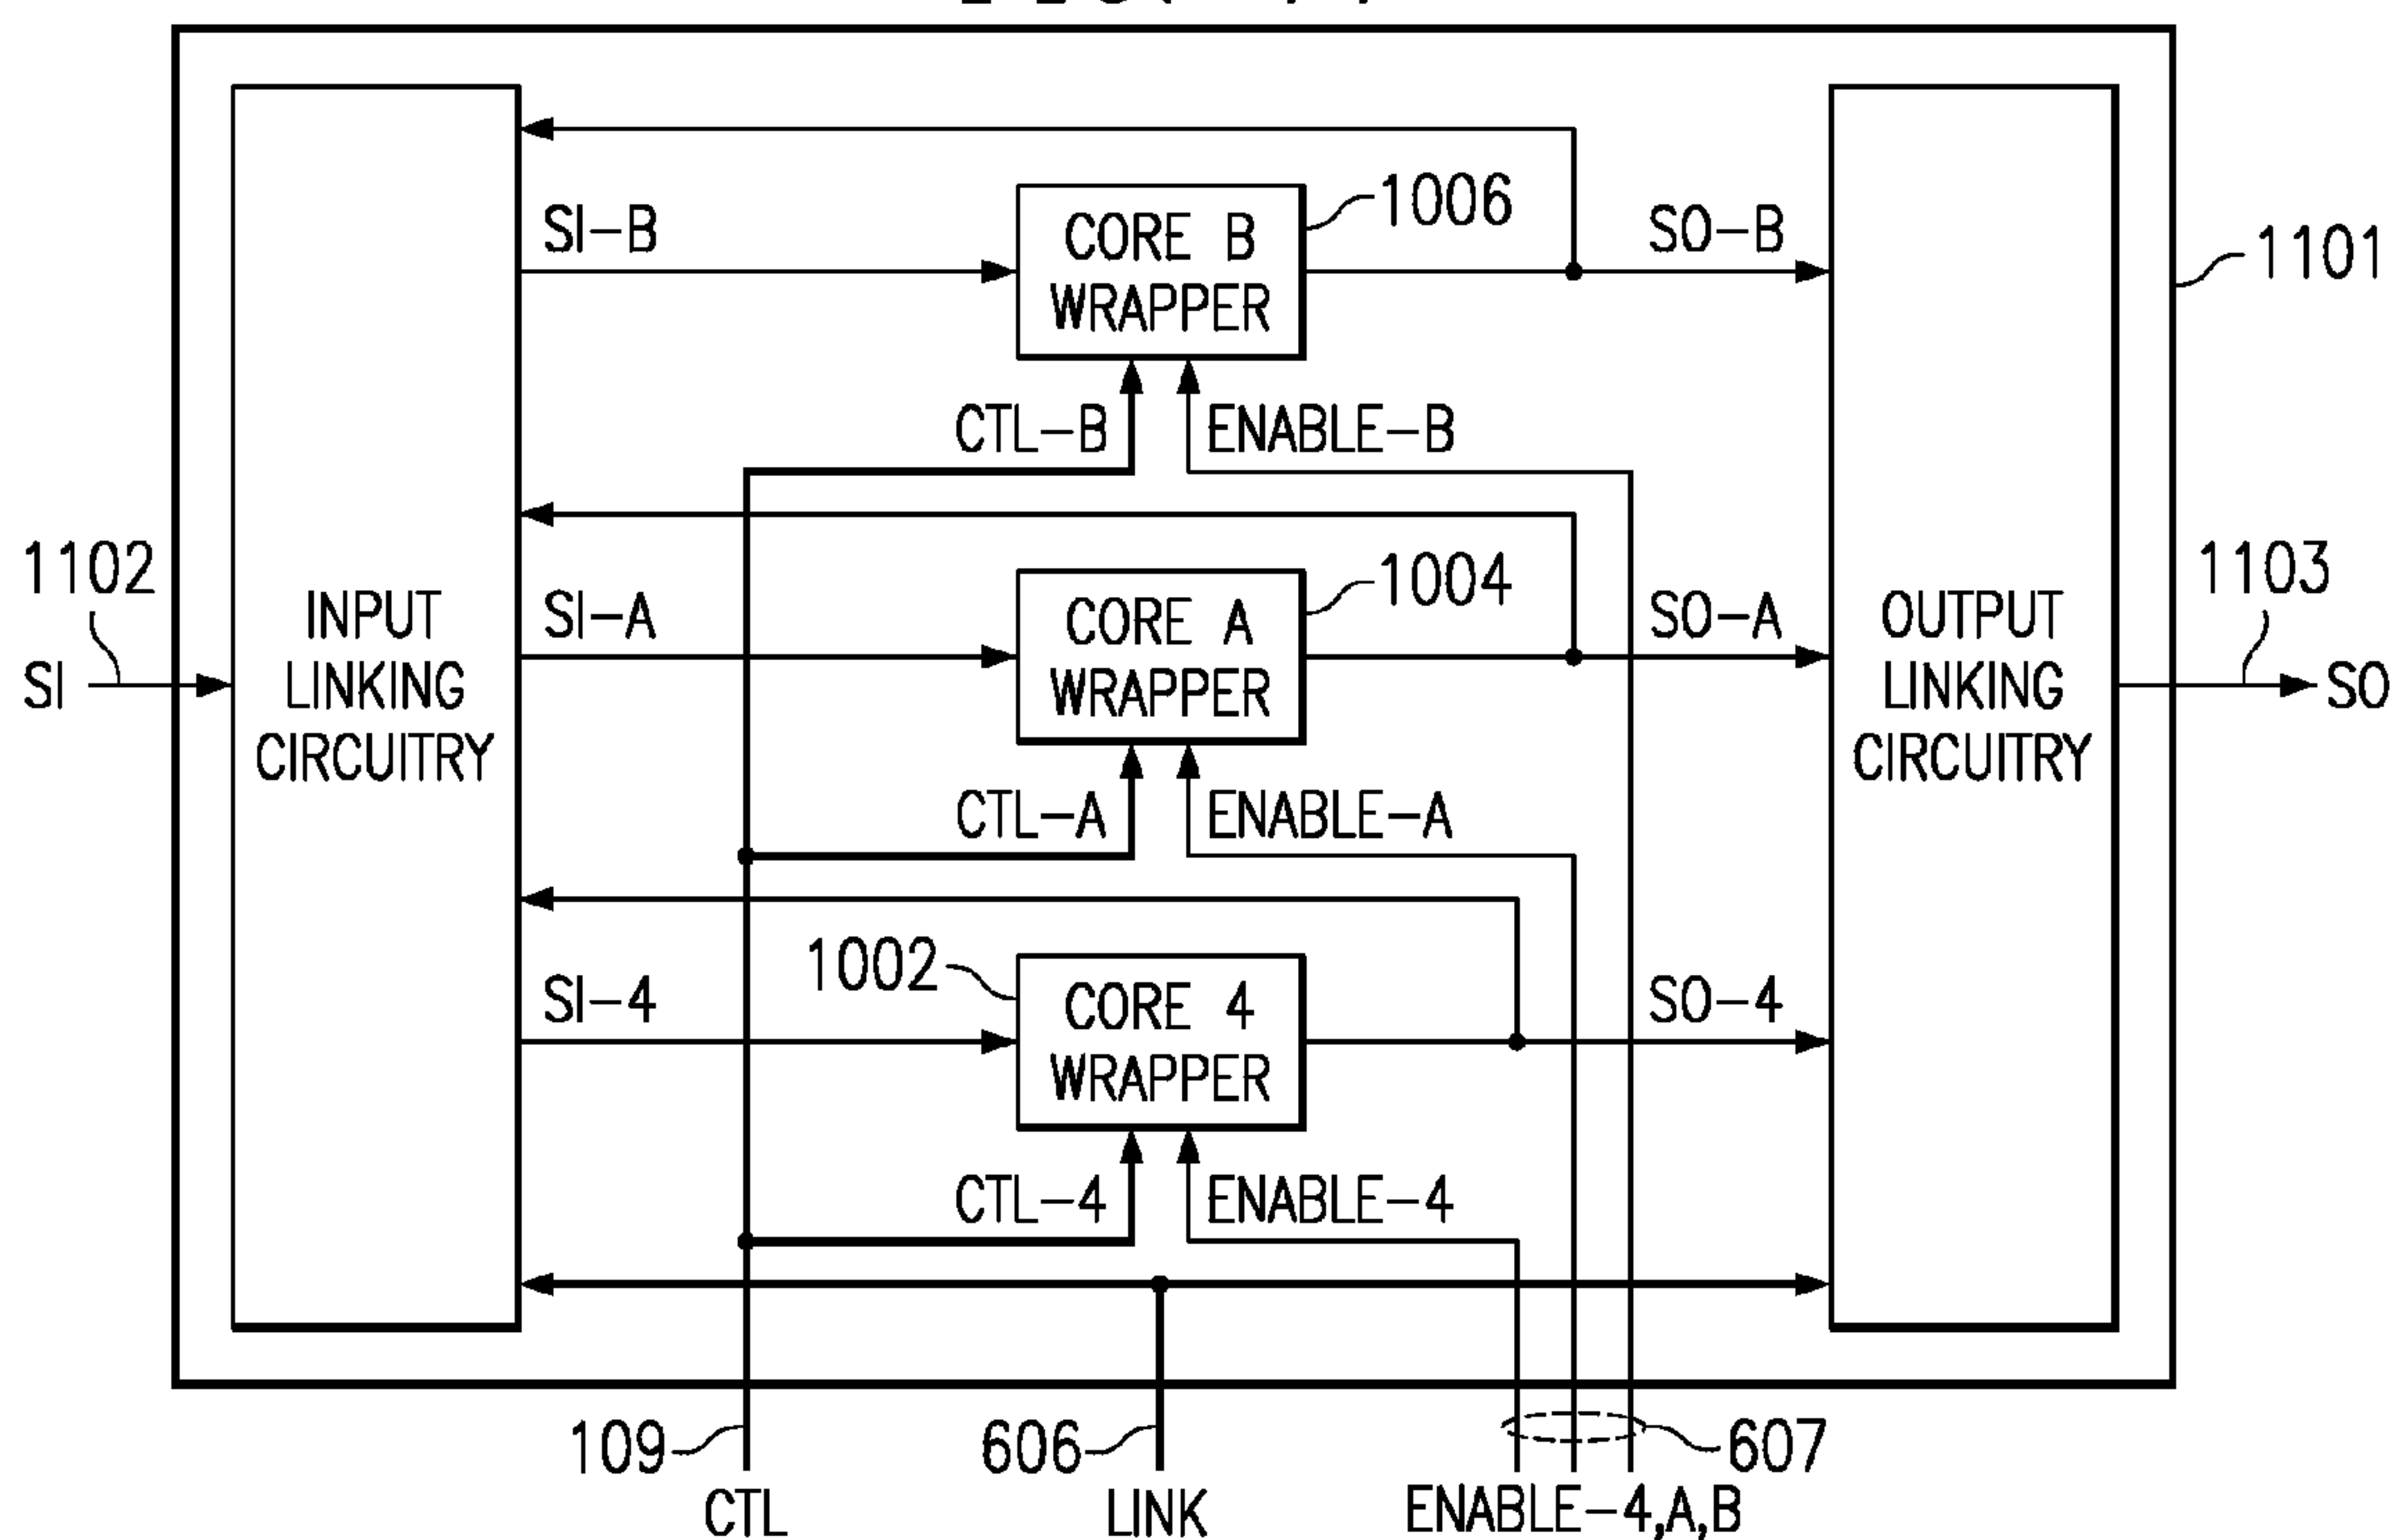 1006
SI-B
CORE B
WRAPPER
SO-B
1101
CTL-B
ENABLE-B
1102
1004
1103
SI-A
CORE A
WRAPPER
SO-A
INPUT
LINKING
CIRCUITRY
OUTPUT
LINKING
CIRCUITRY
SI
SO
CTL-A
ENABLE-A
1002
SI-4
CORE 4
WRAPPER
SO-4
CTL-4
ENABLE-4
109
606
607
CTL
LINK
ENABLE-4,A,B